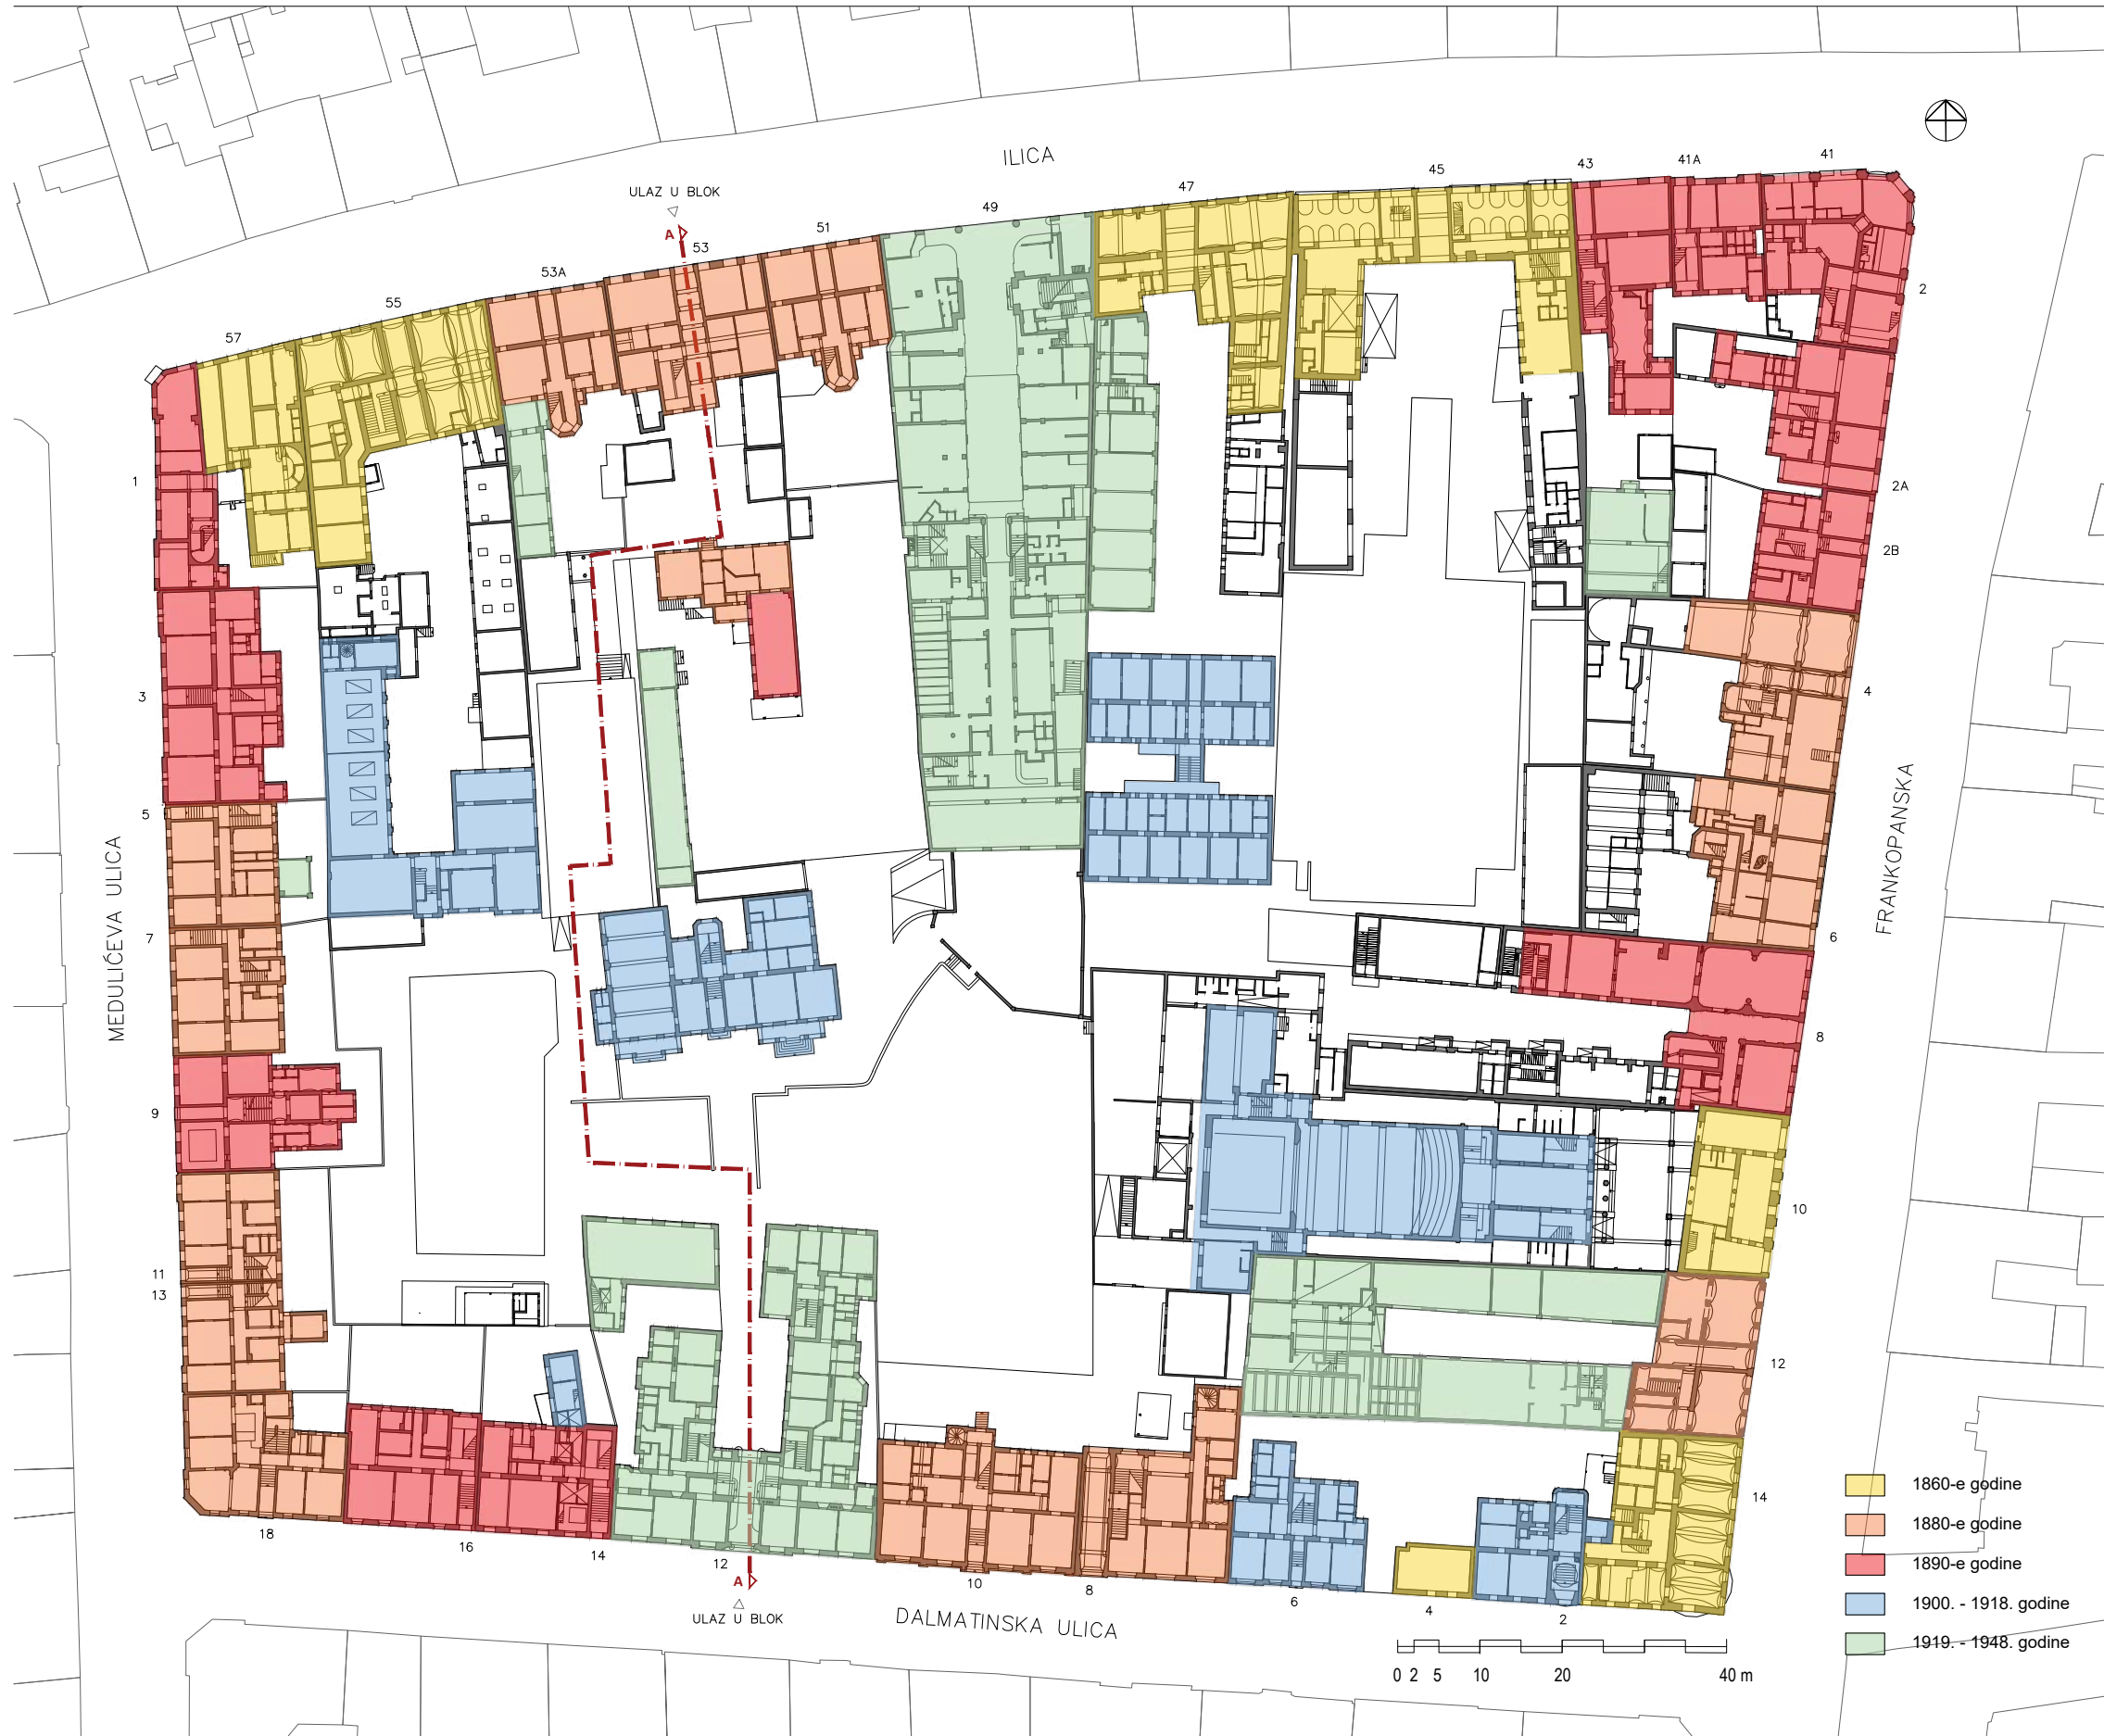 ILICA
ULAZ U BLOK
A
57
55
53A
53
51
49
47
45
43
41A
41
2
2A
2B
4
6
8
10
12
14
FRANKOPANSKA
1
3
5
7
9
11
13
MEDULIĆEVA ULICA
18
16
14
12
10
8
6
4
2
A
ULAZ U BLOK
DALMATINSKA ULICA
1860-e godine
1880-e godine
1890-e godine
1900. - 1918. godine
1919. - 1948. godine
0 2 5 10 20 40 m